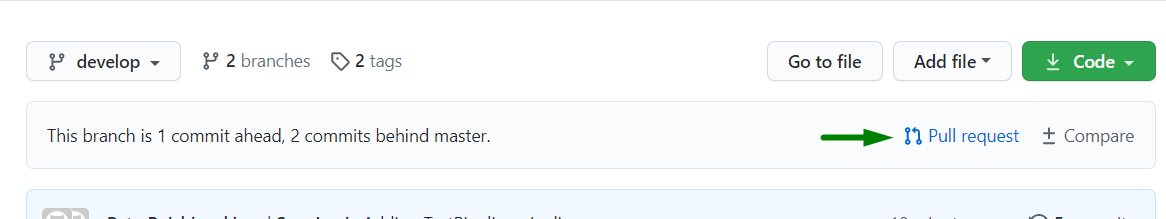 develop 2 branches 2 tags Go to file Add file Code
This branch is 1 commit ahead, 2 commits behind master. Pull request Compare